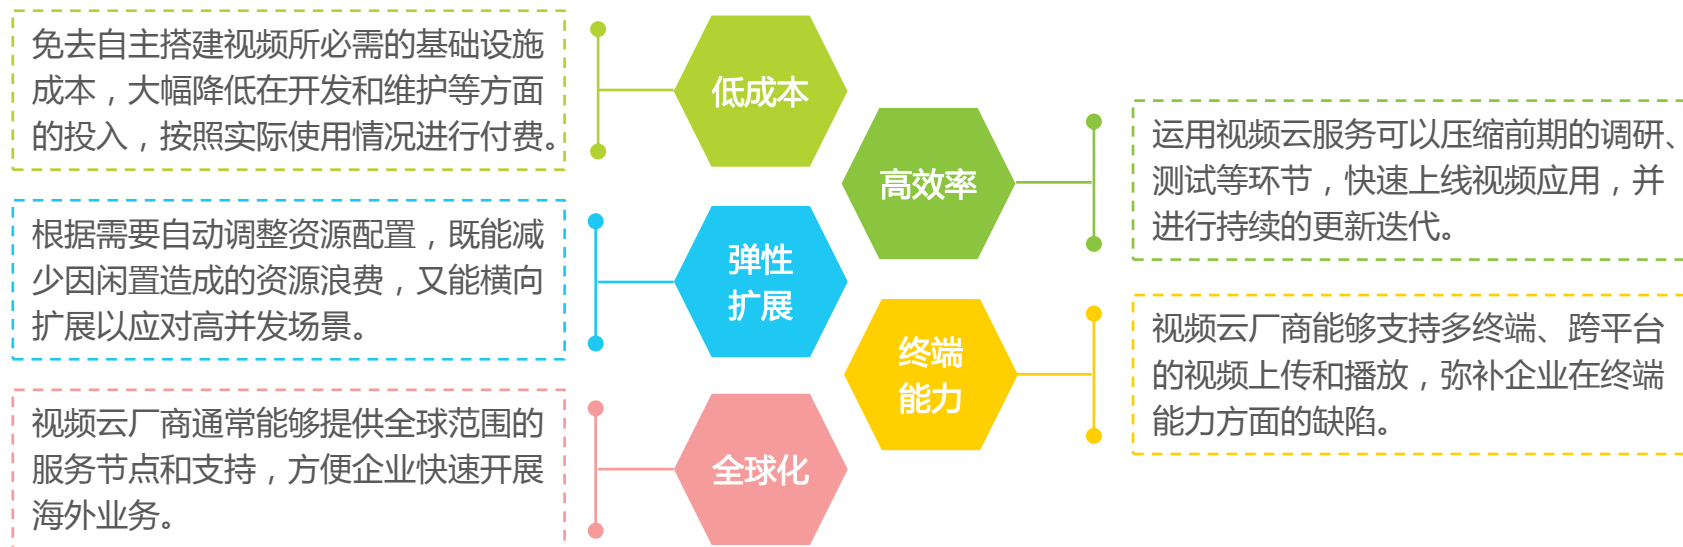 免去自主搭建视频所必需的基础设施
成本，大幅降低在开发和维护等方面
的投入，按照实际使用情况进行付费。
低成本
高效率
运用视频云服务可以压缩前期的调研、
测试等环节，快速上线视频应用，并
进行持续的更新迭代。
根据需要自动调整资源配置，既能减
少因闲置造成的资源浪费，又能横向
扩展以应对高并发场景。
弹性
扩展
终端
能力
视频云厂商能够支持多终端、跨平台
的视频上传和播放，弥补企业在终端
能力方面的缺陷。
视频云厂商通常能够提供全球范围的
服务节点和支持，方便企业快速开展
海外业务。
全球化